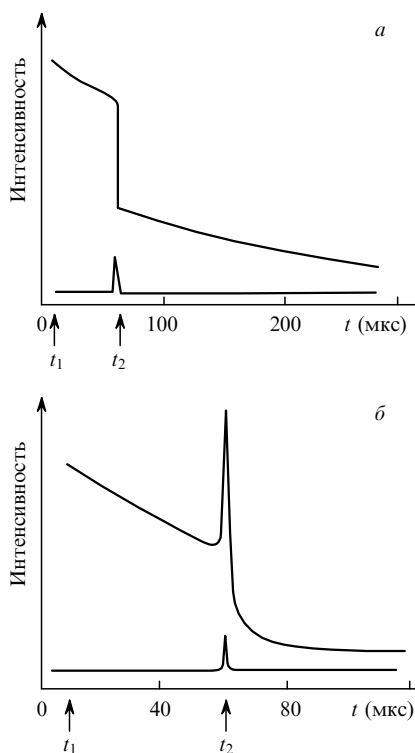 а
Интенсивность
0 100 200 t (мкс)
t₁ t₂
б
Интенсивность
0 40 80 t (мкс)
t₁ t₂